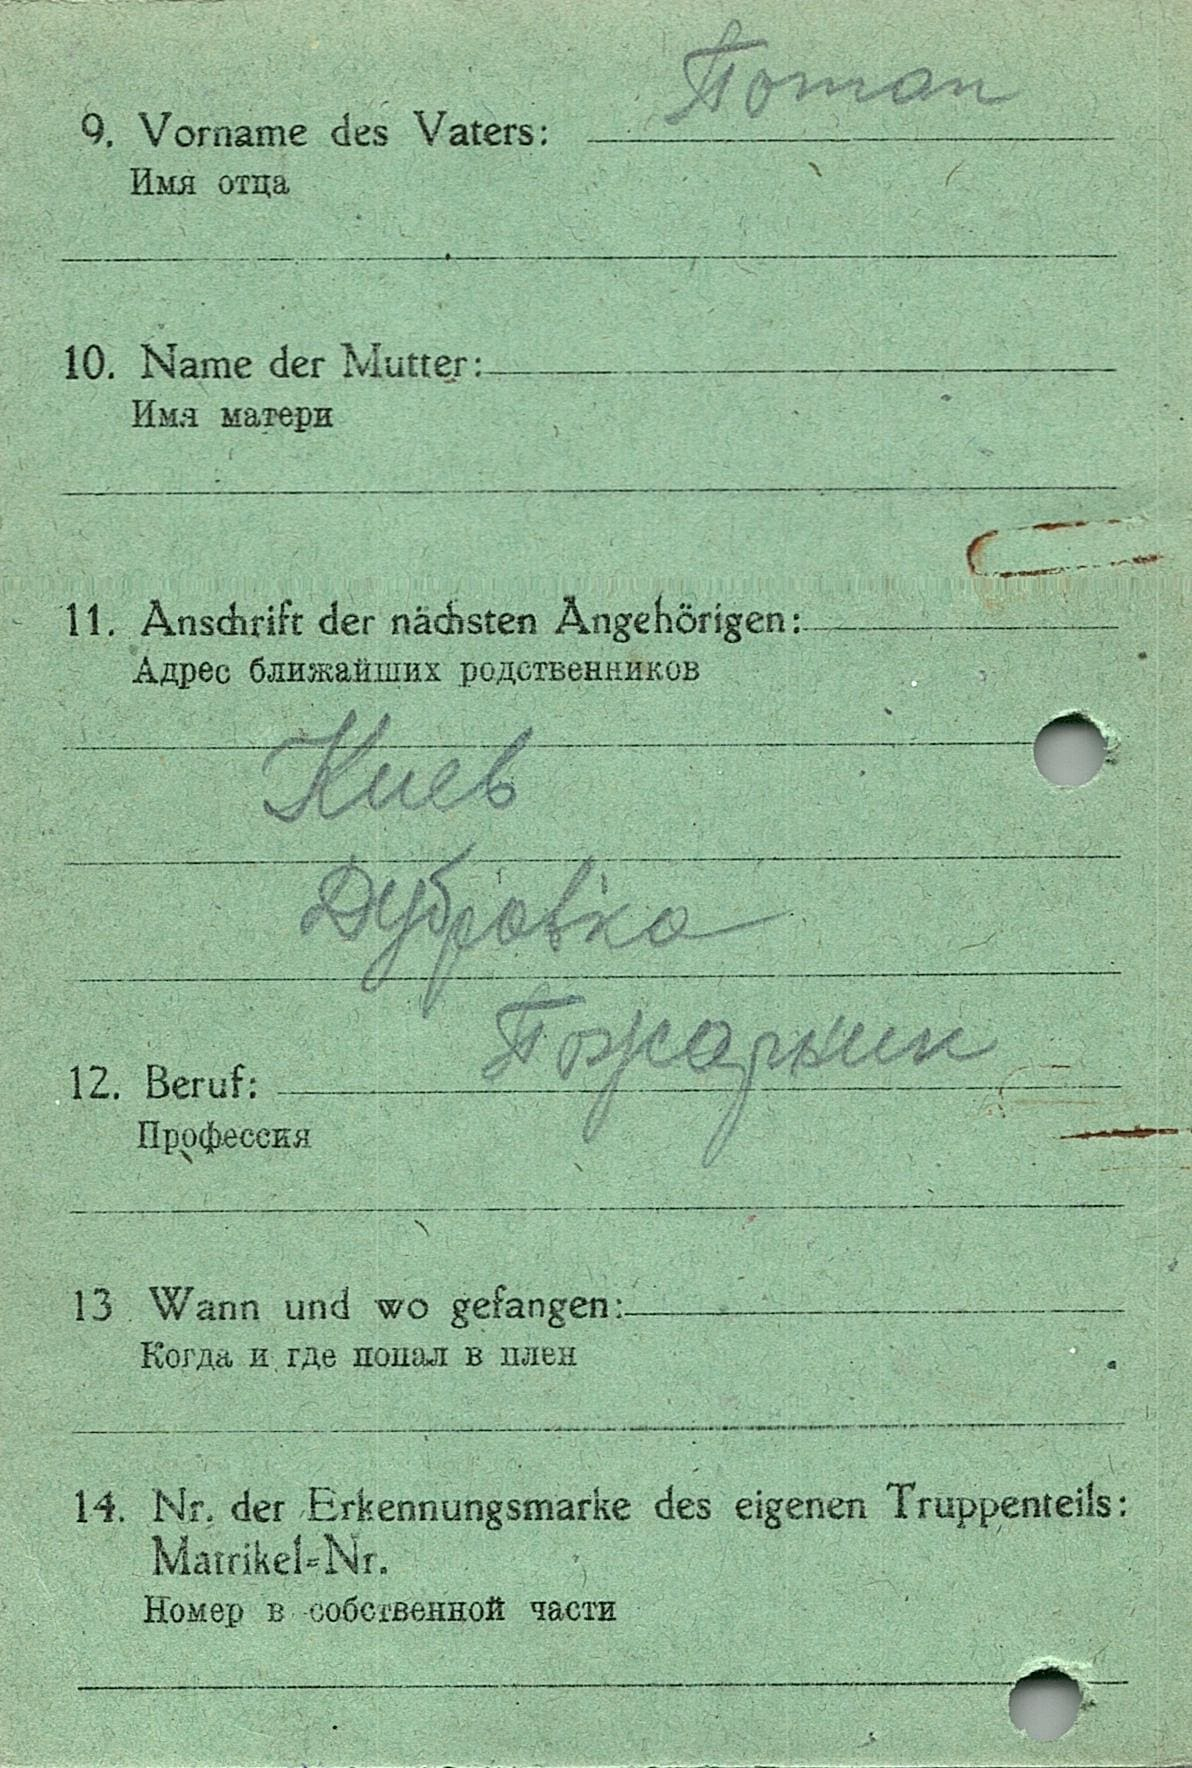 Потап
9. Vorname des Vaters:
Имя отца
10. Name der Mutter:
Имя матери
11. Anschrift der nächsten Angehörigen:
Адрес ближайших родственников
Киев
Дубровка
Пожарник
12. Beruf:
Профессия
13 Wann und wo gefangen:
Когда и где попал в плен
14. Nr. der Erkennungsmarke des eigenen Truppenteils:
Matrikel-Nr.
Номер в собственной части